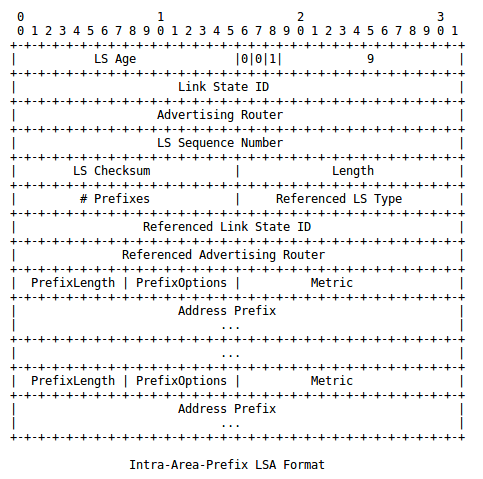 0                   1                   2                   3
 0 1 2 3 4 5 6 7 8 9 0 1 2 3 4 5 6 7 8 9 0 1 2 3 4 5 6 7 8 9 0 1
+-+-+-+-+-+-+-+-+-+-+-+-+-+-+-+-+-+-+-+-+-+-+-+-+-+-+-+-+-+-+-+-+
|           LS Age              |0|0|1|            9            |
+-+-+-+-+-+-+-+-+-+-+-+-+-+-+-+-+-+-+-+-+-+-+-+-+-+-+-+-+-+-+-+-+
|                       Link State ID                           |
+-+-+-+-+-+-+-+-+-+-+-+-+-+-+-+-+-+-+-+-+-+-+-+-+-+-+-+-+-+-+-+-+
|                    Advertising Router                         |
+-+-+-+-+-+-+-+-+-+-+-+-+-+-+-+-+-+-+-+-+-+-+-+-+-+-+-+-+-+-+-+-+
|                    LS Sequence Number                         |
+-+-+-+-+-+-+-+-+-+-+-+-+-+-+-+-+-+-+-+-+-+-+-+-+-+-+-+-+-+-+-+-+
|        LS Checksum            |             Length            |
+-+-+-+-+-+-+-+-+-+-+-+-+-+-+-+-+-+-+-+-+-+-+-+-+-+-+-+-+-+-+-+-+
|         # Prefixes            |     Referenced LS Type        |
+-+-+-+-+-+-+-+-+-+-+-+-+-+-+-+-+-+-+-+-+-+-+-+-+-+-+-+-+-+-+-+-+
|                  Referenced Link State ID                     |
+-+-+-+-+-+-+-+-+-+-+-+-+-+-+-+-+-+-+-+-+-+-+-+-+-+-+-+-+-+-+-+-+
|               Referenced Advertising Router                   |
+-+-+-+-+-+-+-+-+-+-+-+-+-+-+-+-+-+-+-+-+-+-+-+-+-+-+-+-+-+-+-+-+
|  PrefixLength | PrefixOptions |          Metric               |
+-+-+-+-+-+-+-+-+-+-+-+-+-+-+-+-+-+-+-+-+-+-+-+-+-+-+-+-+-+-+-+-+
|                       Address Prefix                          |
|                             ...                               |
+-+-+-+-+-+-+-+-+-+-+-+-+-+-+-+-+-+-+-+-+-+-+-+-+-+-+-+-+-+-+-+-+
|                             ...                               |
+-+-+-+-+-+-+-+-+-+-+-+-+-+-+-+-+-+-+-+-+-+-+-+-+-+-+-+-+-+-+-+-+
|  PrefixLength | PrefixOptions |          Metric               |
+-+-+-+-+-+-+-+-+-+-+-+-+-+-+-+-+-+-+-+-+-+-+-+-+-+-+-+-+-+-+-+-+
|                       Address Prefix                          |
|                             ...                               |
+-+-+-+-+-+-+-+-+-+-+-+-+-+-+-+-+-+-+-+-+-+-+-+-+-+-+-+-+-+-+-+-+
                Intra-Area-Prefix LSA Format